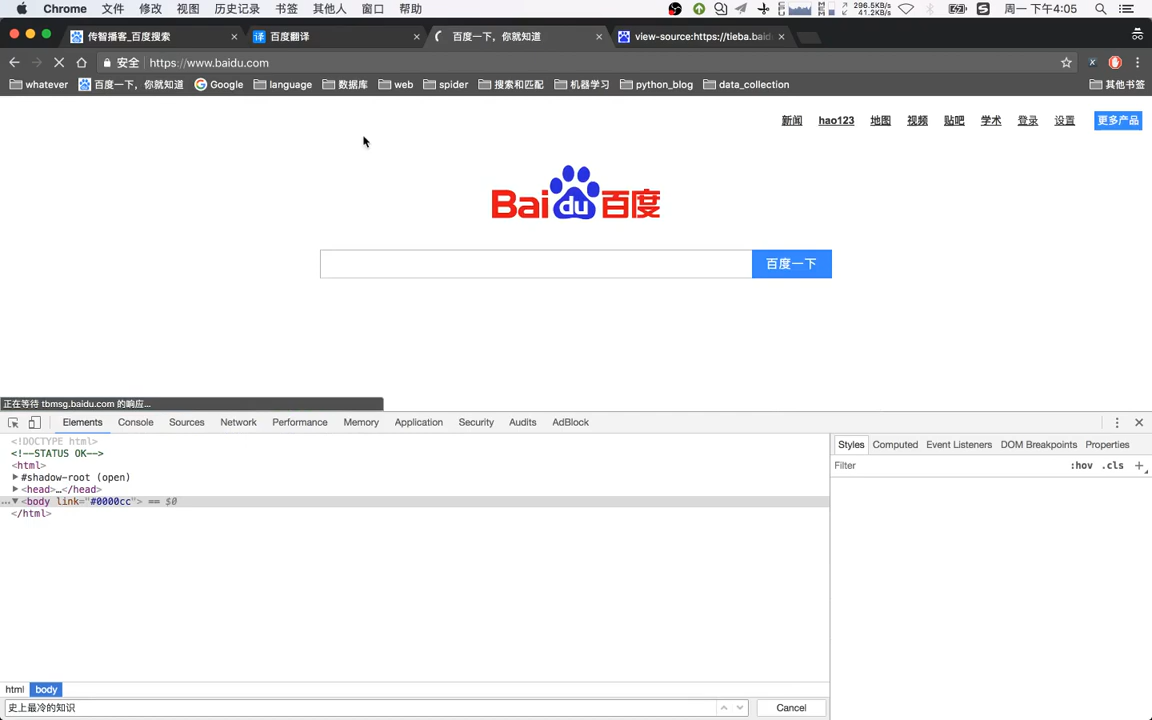 Chrome 文件 修改 视图 历史记录 书签 其他人 窗口 帮助 296.5KB/s 41.2KB/s 周一 下午4:05
传智播客_百度搜索 百度翻译 百度一下，你就知道 view-source:https://tieba.baid
安全 https://www.baidu.com
whatever 百度一下，你就知道 Google language 数据库 web spider 搜索和匹配 机器学习 python_blog data_collection 其他书签
新闻 hao123 地图 视频 贴吧 学术 登录 设置 更多产品
Bai du 百度
百度一下
正在等待 tbmsg.baidu.com 的响应...
Elements Console Sources Network Performance Memory Application Security Audits AdBlock
<!DOCTYPE html>
<!--STATUS OK-->
<html>
#shadow-root (open)
<head>…</head>
<body link="#0000cc"> == $0
</html>
Styles Computed Event Listeners DOM Breakpoints Properties
Filter :hov .cls +
html body
史上最冷的知识 Cancel